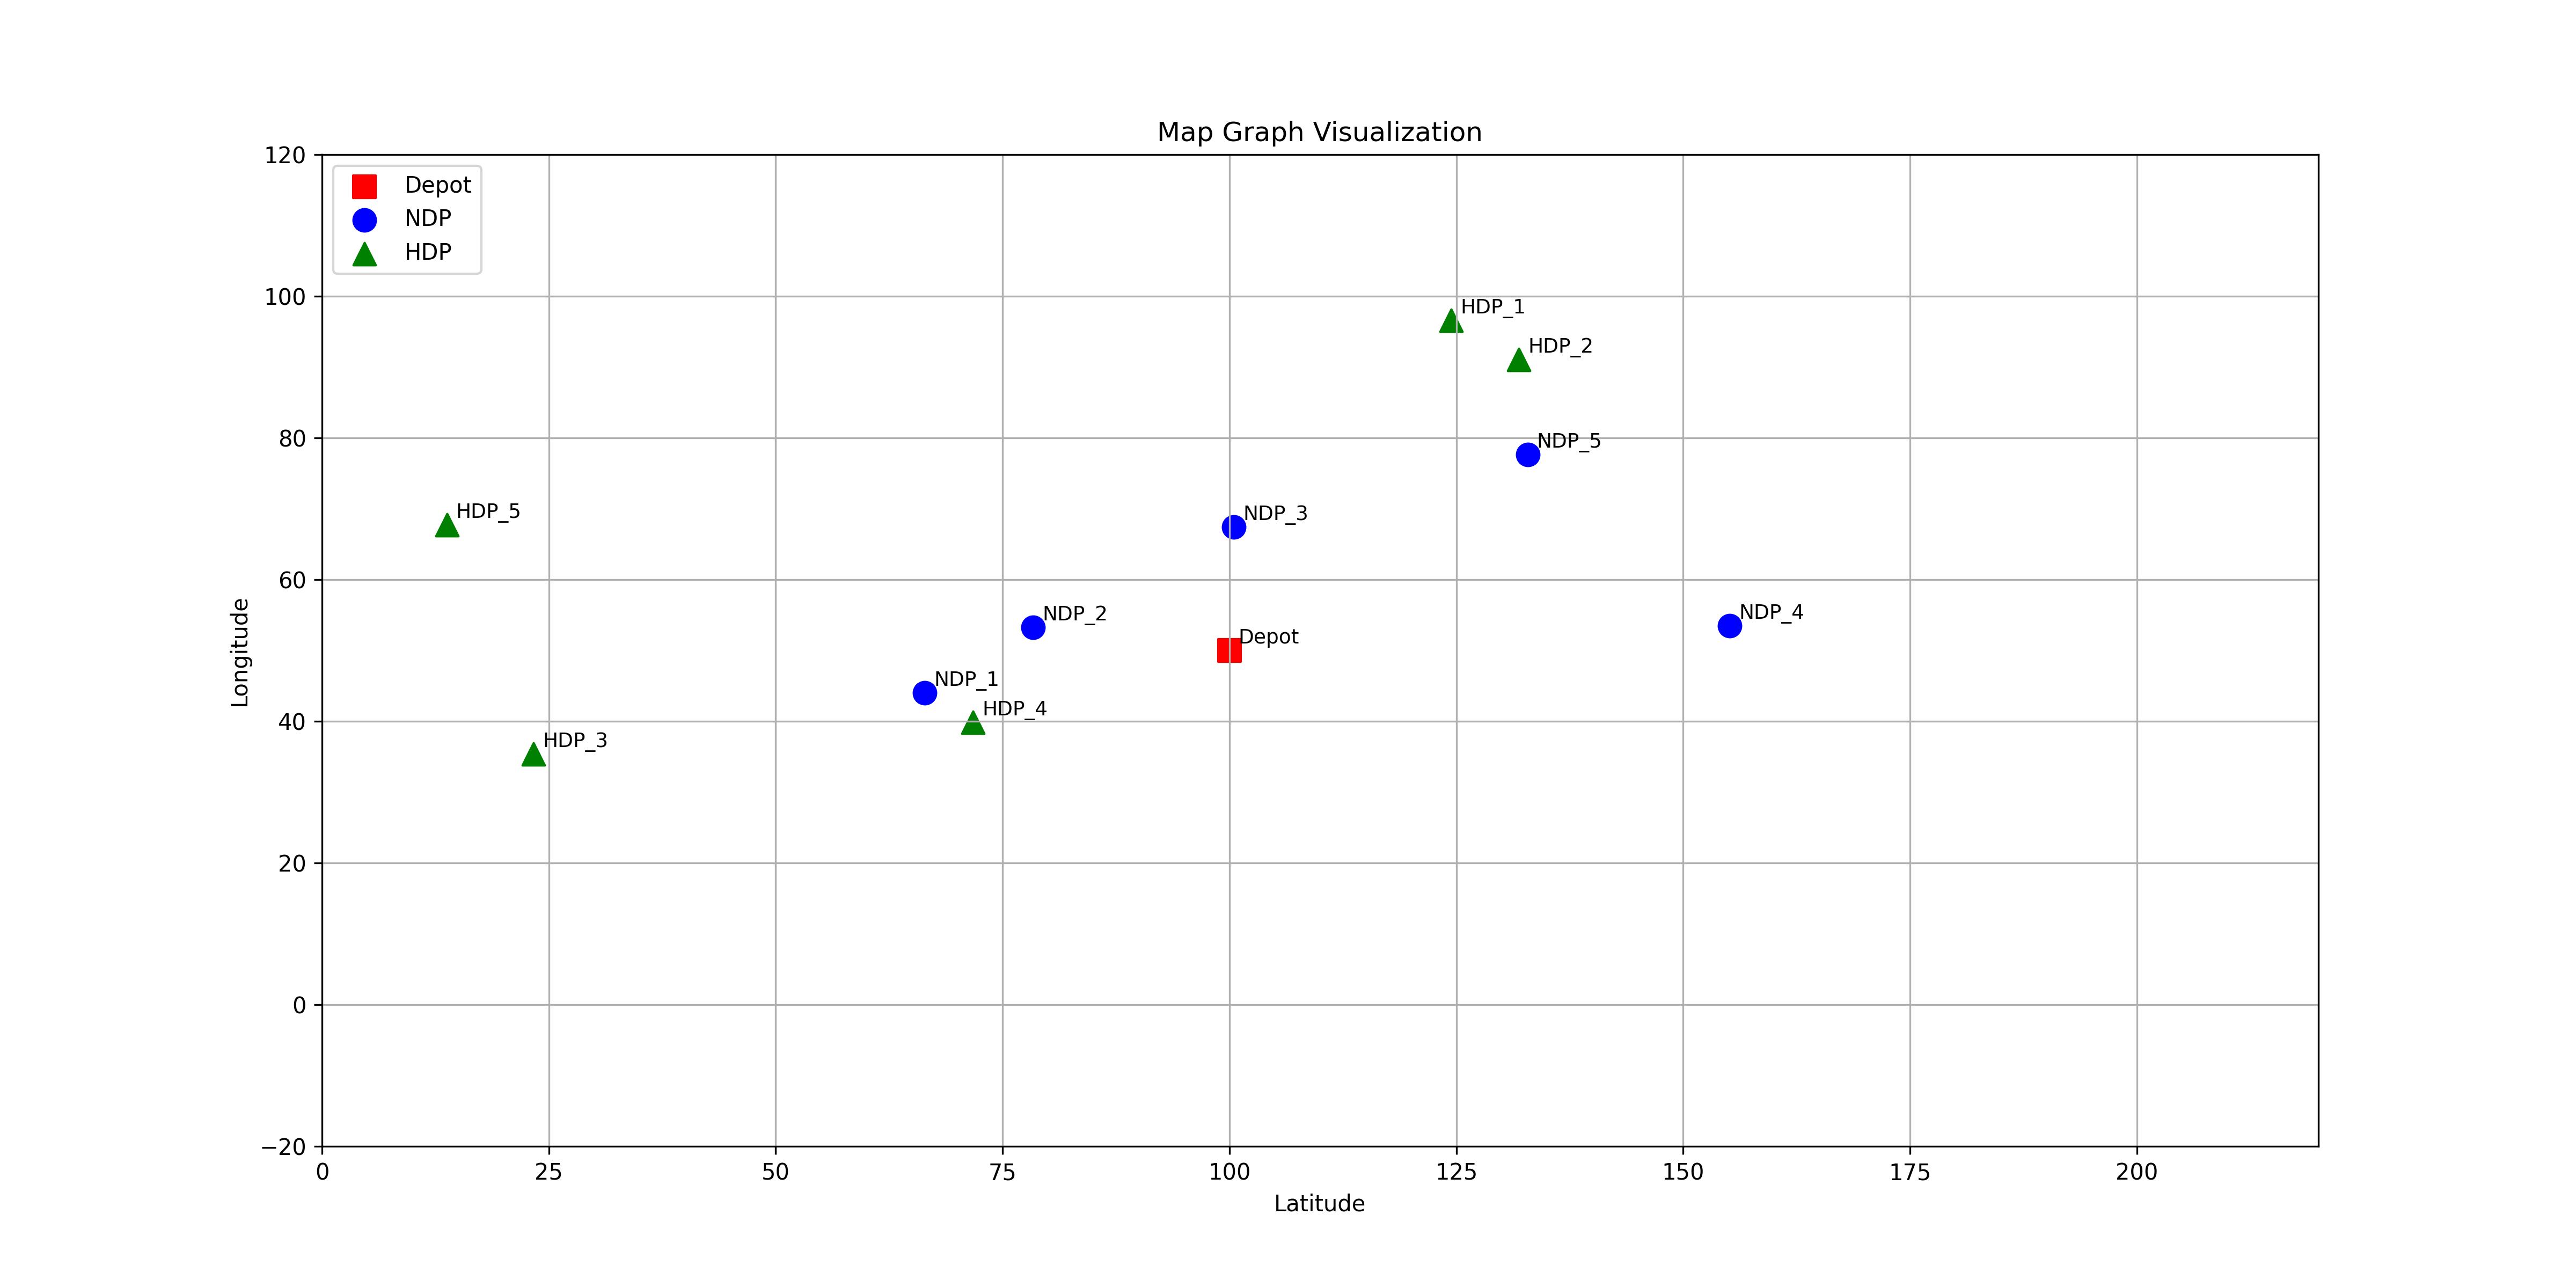 Map Graph Visualization
120
100
80
60
40
20
0
−20
Longitude
Depot
NDP
HDP
HDP_1
HDP_2
NDP_5
HDP_5
NDP_3
NDP_2
NDP_4
Depot
NDP_1
HDP_4
HDP_3
0 25 50 75 100 125 150 175 200
Latitude